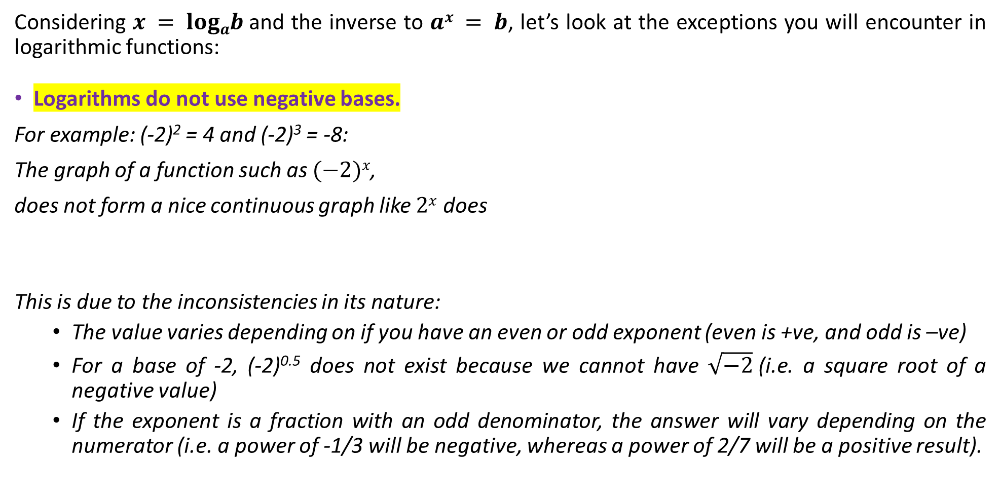 Considering x = logₐb and the inverse to aˣ = b, let’s look at the exceptions you will encounter in
logarithmic functions:
• Logarithms do not use negative bases.
For example: (-2)² = 4 and (-2)³ = -8:
The graph of a function such as (−2)ˣ,
does not form a nice continuous graph like 2ˣ does
This is due to the inconsistencies in its nature:
• The value varies depending on if you have an even or odd exponent (even is +ve, and odd is –ve)
• For a base of -2, (-2)⁰·⁵ does not exist because we cannot have √−2 (i.e. a square root of a
negative value)
• If the exponent is a fraction with an odd denominator, the answer will vary depending on the
numerator (i.e. a power of -1/3 will be negative, whereas a power of 2/7 will be a positive result).